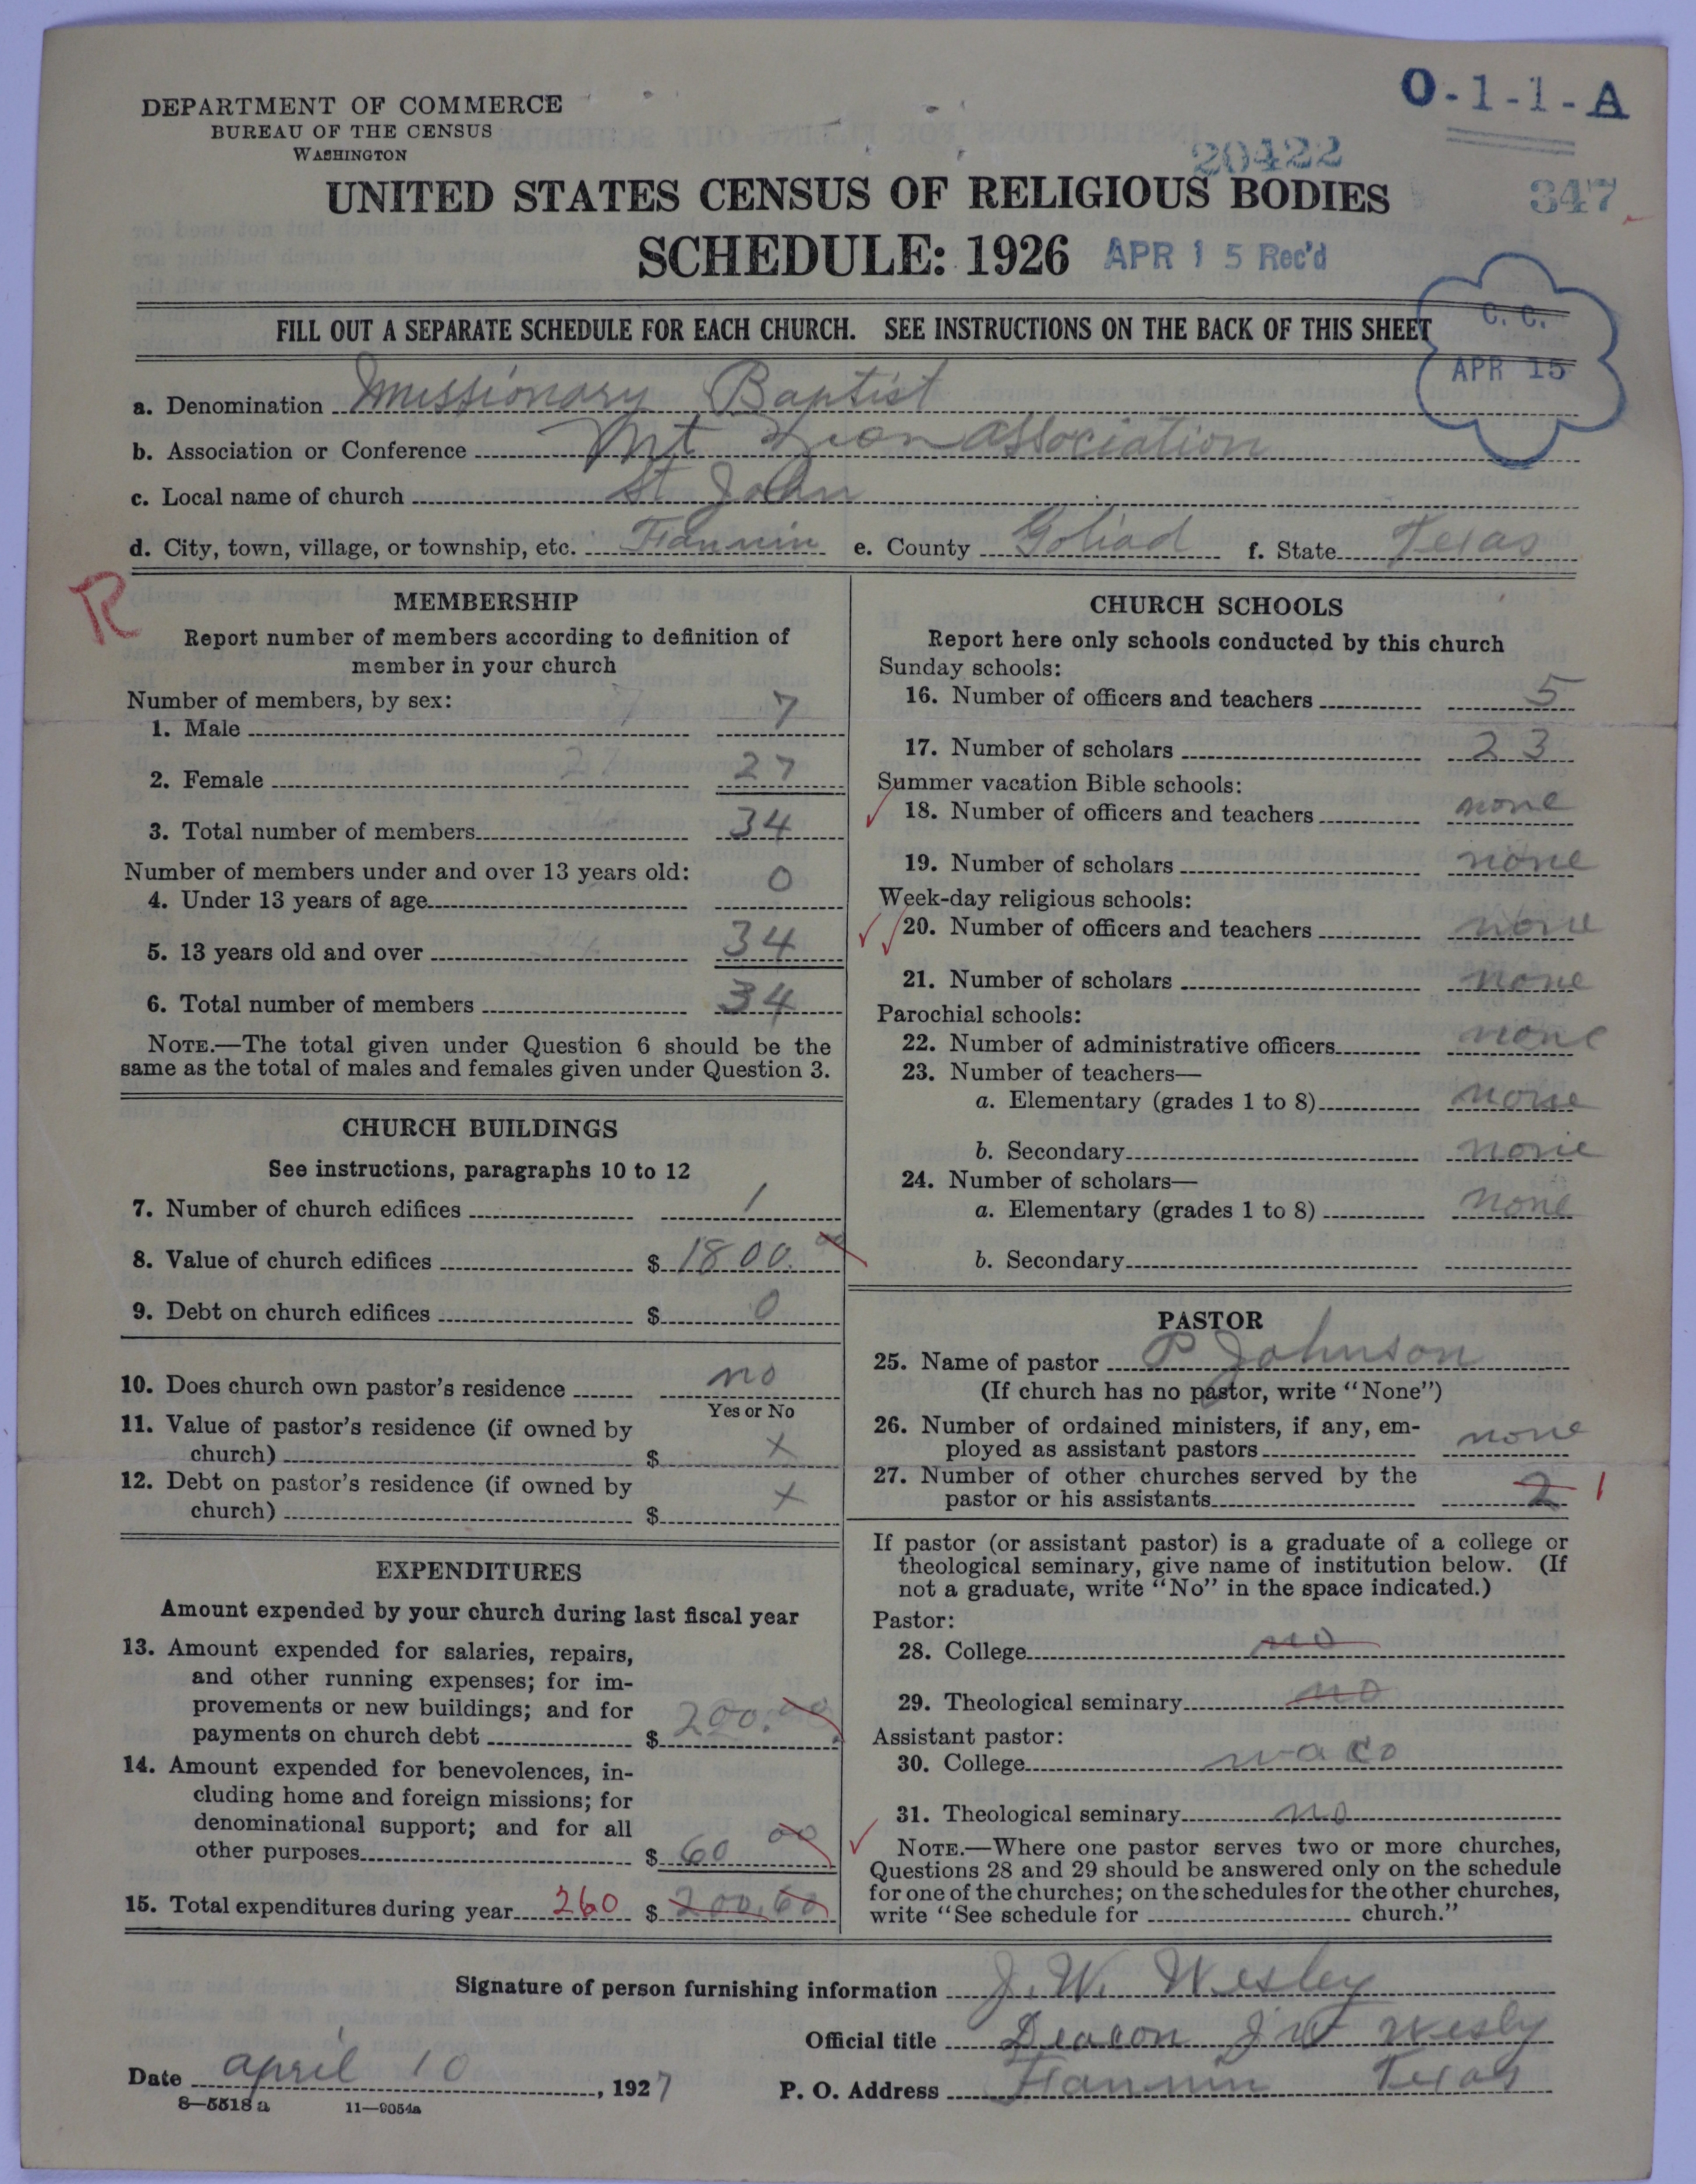 DEPARTMENT OF COMMERCE
BUREAU OF THE CENSUS
WASHINGTON
O-1-1-A
20422
347
UNITED STATES CENSUS OF RELIGIOUS BODIES
SCHEDULE: 1926 APR 15 Rec'd
C. C.
APR 15
FILL OUT A SEPARATE SCHEDULE FOR EACH CHURCH. SEE INSTRUCTIONS ON THE BACK OF THIS SHEET
a. Denomination Missionary Baptist
b. Association or Conference Mt Zion association
c. Local name of church St John
d. City, town, village, or township, etc. Fannin e. County Goliad f. State Texas
R
MEMBERSHIP
Report number of members according to definition of
member in your church
Number of members, by sex:
1. Male 7 7
2. Female 27 27
3. Total number of members 34
Number of members under and over 13 years old:
4. Under 13 years of age 0
5. 13 years old and over 34
6. Total number of members 34
NOTE.—The total given under Question 6 should be the
same as the total of males and females given under Question 3.
CHURCH BUILDINGS
See instructions, paragraphs 10 to 12
7. Number of church edifices 1
8. Value of church edifices $ 1800.00
9. Debt on church edifices $ 0
10. Does church own pastor's residence no
Yes or No
11. Value of pastor's residence (if owned by
church) $ x
12. Debt on pastor's residence (if owned by
church) $ x
EXPENDITURES
Amount expended by your church during last fiscal year
13. Amount expended for salaries, repairs,
and other running expenses; for im-
provements or new buildings; and for
payments on church debt $ 200.00
14. Amount expended for benevolences, in-
cluding home and foreign missions; for
denominational support; and for all
other purposes $ 60 00
15. Total expenditures during year 260 $ 200.60
CHURCH SCHOOLS
Report here only schools conducted by this church
Sunday schools:
16. Number of officers and teachers 5
17. Number of scholars 23
Summer vacation Bible schools:
18. Number of officers and teachers none
19. Number of scholars none
Week-day religious schools:
20. Number of officers and teachers none
21. Number of scholars none
Parochial schools:
22. Number of administrative officers none
23. Number of teachers—
a. Elementary (grades 1 to 8) none
b. Secondary none
24. Number of scholars—
a. Elementary (grades 1 to 8) none
b. Secondary
PASTOR
25. Name of pastor P Johnson
(If church has no pastor, write "None")
26. Number of ordained ministers, if any, em-
ployed as assistant pastors none
27. Number of other churches served by the
pastor or his assistants 2 1
If pastor (or assistant pastor) is a graduate of a college or
theological seminary, give name of institution below. (If
not a graduate, write "No" in the space indicated.)
Pastor:
28. College no
29. Theological seminary no
Assistant pastor:
30. College waco
31. Theological seminary no
NOTE.—Where one pastor serves two or more churches,
Questions 28 and 29 should be answered only on the schedule
for one of the churches; on the schedules for the other churches,
write "See schedule for church."
Signature of person furnishing information J. W. Wesley
Official title Deacon J W Wesly
Date april 10, 1927 P. O. Address Fannin Texas
8—5518 a 11—9054a